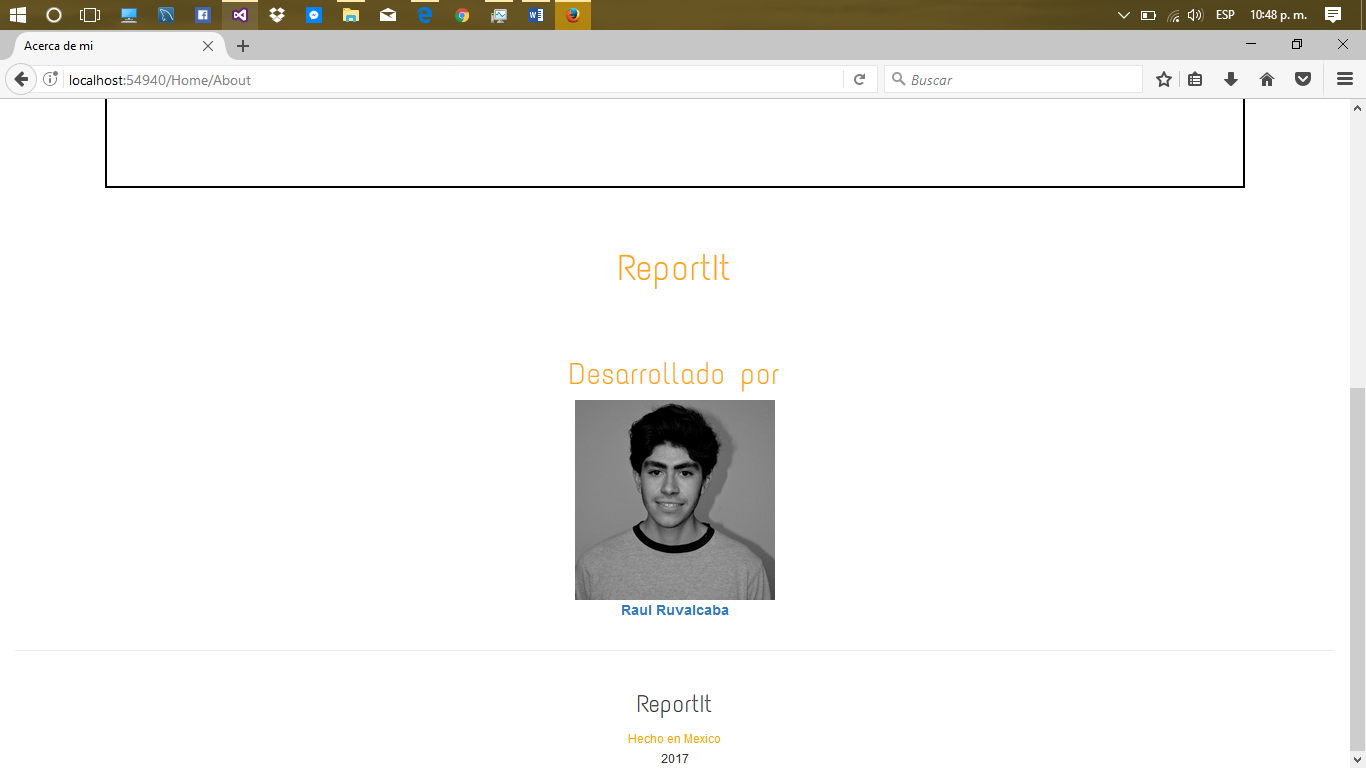 ESP
10:48 p. m.
Acerca de mi
localhost:54940/Home/About
Buscar
ReportIt
Desarrollado por
Raul Ruvalcaba
ReportIt
Hecho en Mexico
2017